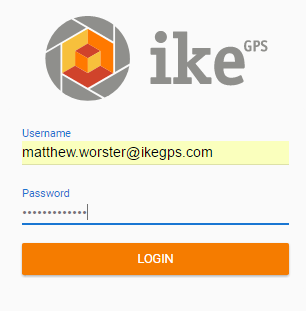 ike GPS
Username
matthew.worster@ikegps.com
Password
•••••••••••••
LOGIN